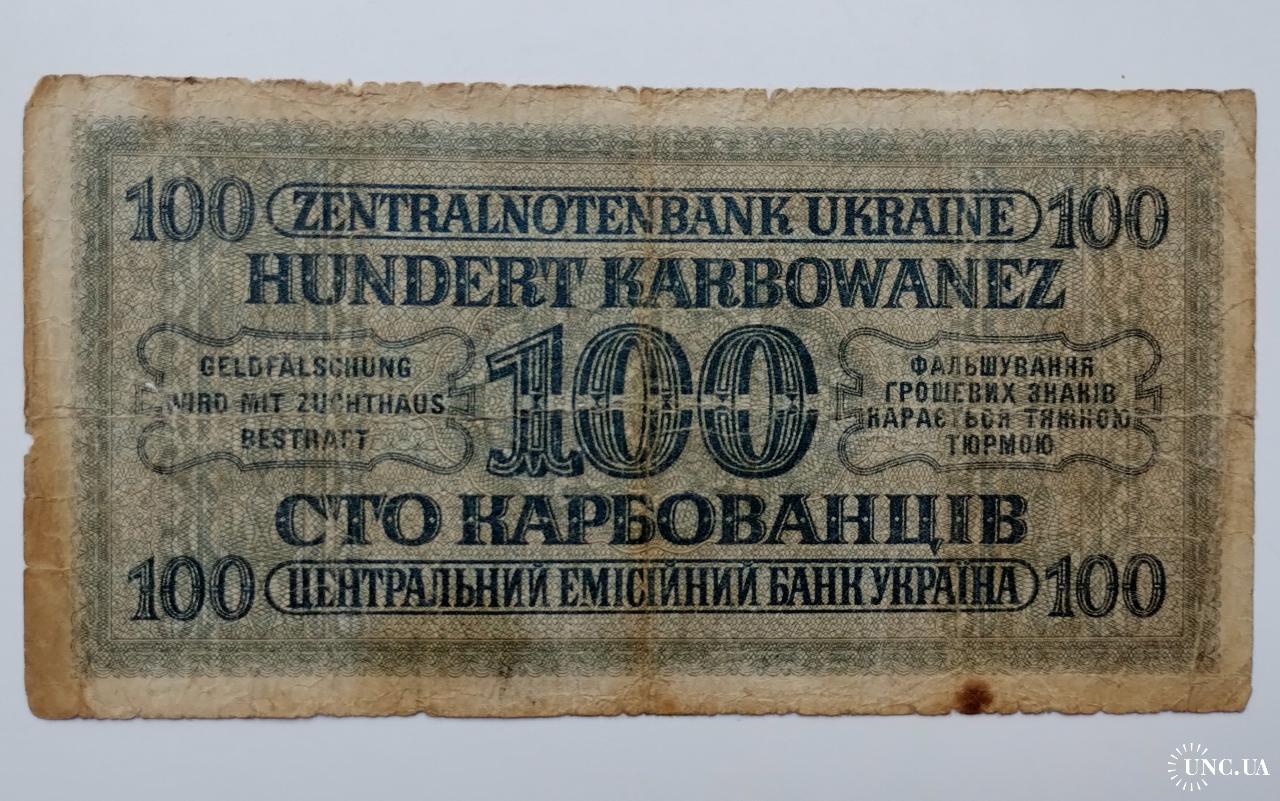 100 ZENTRALNOTENBANK UKRAINE 100
HUNDERT KARBOWANEZ
GELDFÄLSCHUNG
WIRD MIT ZUCHTHAUS
BESTRAFT
100
ФАЛЬШУВАННЯ
ГРОШЕВИХ ЗНАКІВ
КАРАЄТЬСЯ ТЯЖКОЮ
ТЮРМОЮ
СТО КАРБОВАНЦІВ
100 ЦЕНТРАЛЬНИЙ ЕМІСІЙНИЙ БАНК УКРАЇНА 100
UNC.UA